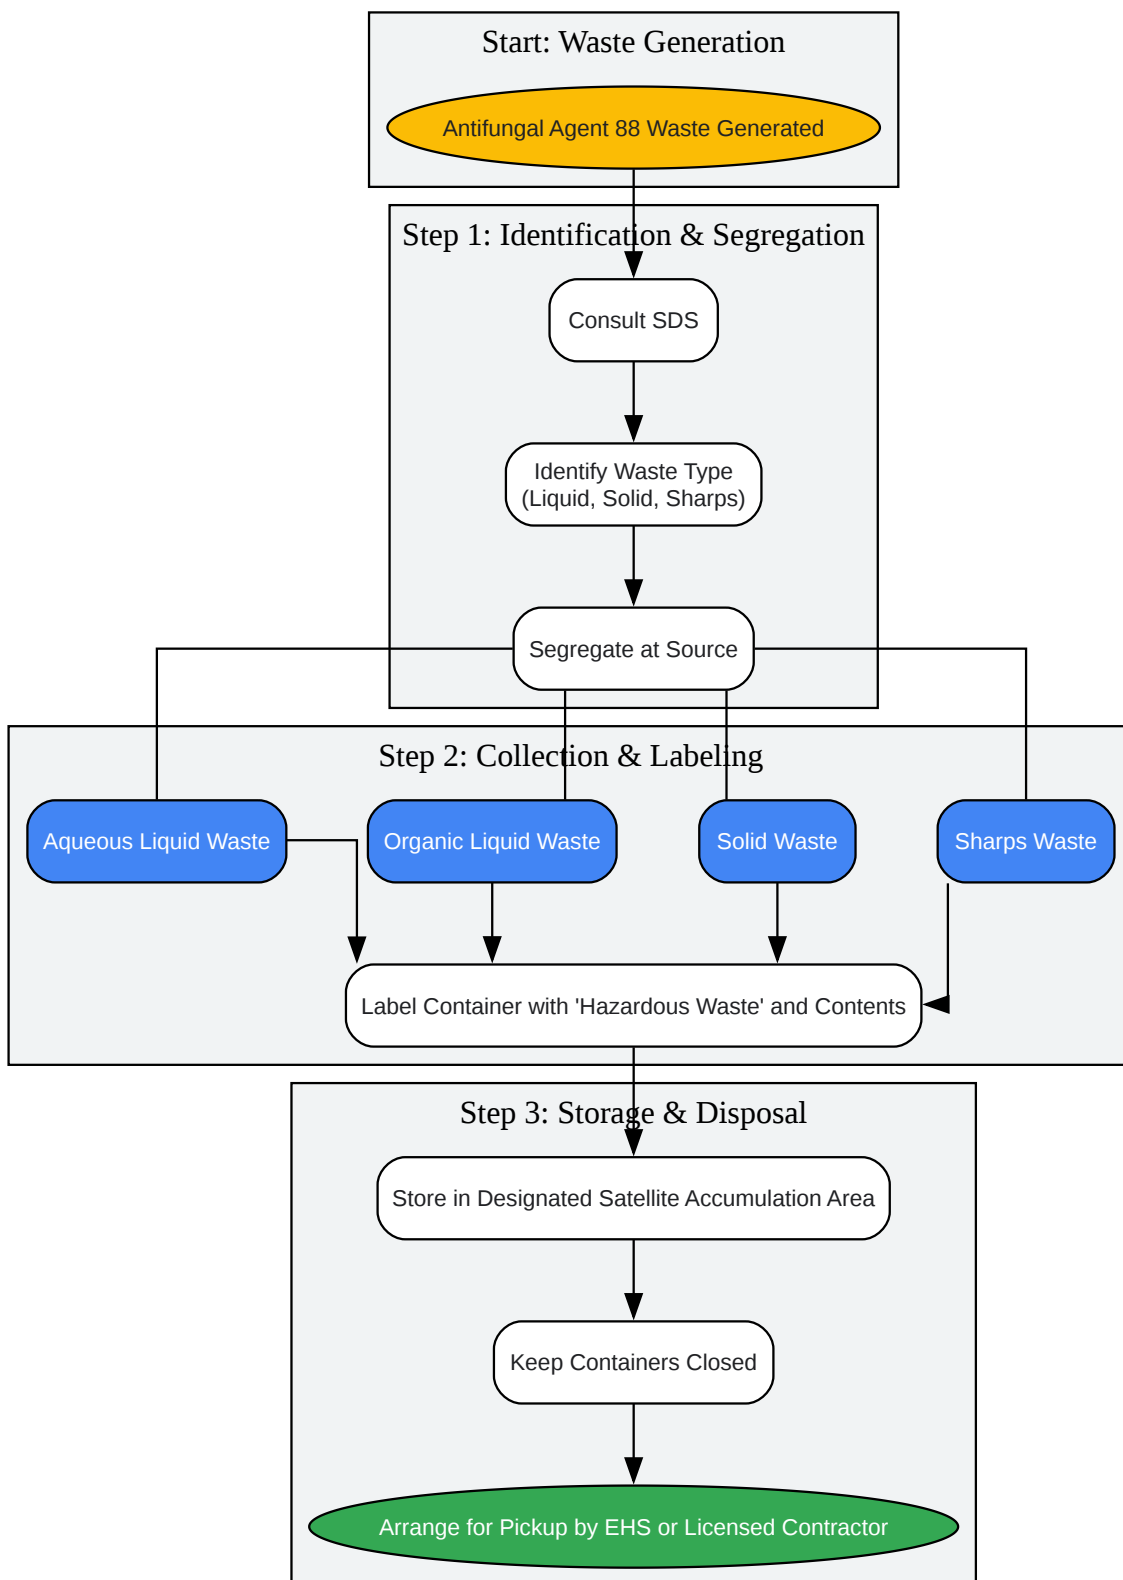 Start: Waste Generation
Antifungal Agent 88 Waste Generated
Step 1: Identification & Segregation
Consult SDS
Identify Waste Type
(Liquid, Solid, Sharps)
Segregate at Source
Step 2: Collection & Labeling
Aqueous Liquid Waste
Organic Liquid Waste
Solid Waste
Sharps Waste
Label Container with 'Hazardous Waste' and Contents
Step 3: Storage & Disposal
Store in Designated Satellite Accumulation Area
Keep Containers Closed
Arrange for Pickup by EHS or Licensed Contractor